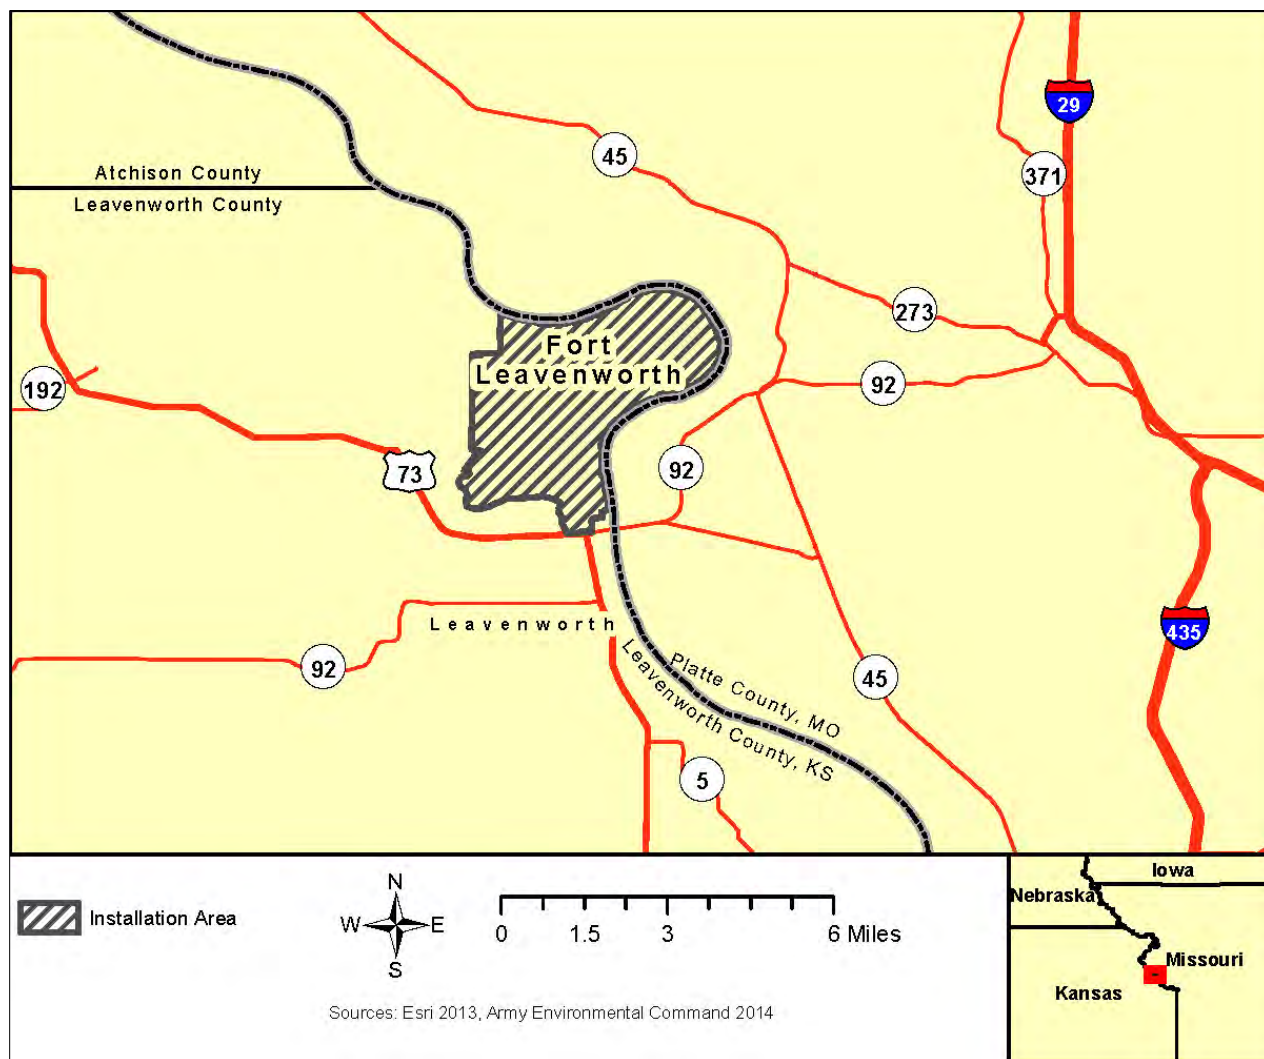 29
45
371
Atchison County
Leavenworth County
273
Fort
Leavenworth
192
92
73
92
Leavenworth
435
92
Platte County, MO
Leavenworth County, KS
45
5
Installation Area
N
W E
S
0 1.5 3 6 Miles
Sources: Esri 2013, Army Environmental Command 2014
Iowa
Nebraska
Missouri
Kansas